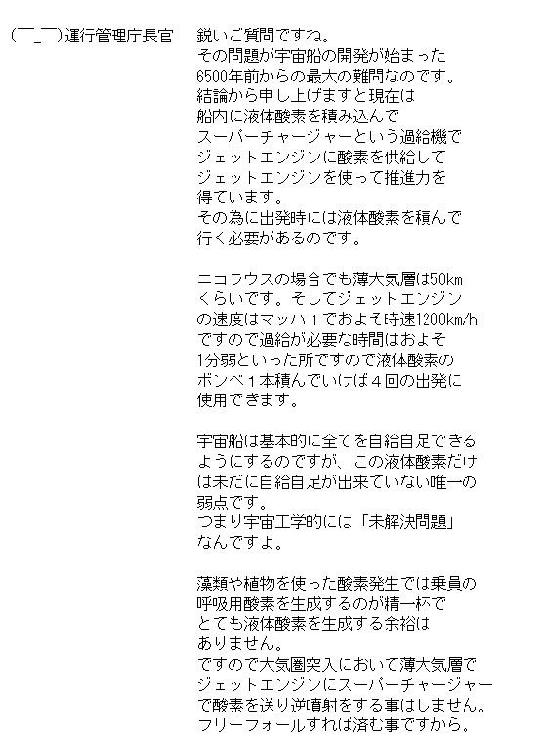 (￣_￣)運行管理庁長官　鋭いご質問ですね。
その問題が宇宙船の開発が始まった
6500年前からの最大の難問なのです。
結論から申し上げますと現在は
船内に液体酸素を積み込んで
スーパーチャージャーという過給機で
ジェットエンジンに酸素を供給して
ジェットエンジンを使って推進力を
得ています。
その為に出発時には液体酸素を積んで
行く必要があるのです。
ニコラウスの場合でも薄大気層は50km
くらいです。そしてジェットエンジン
の速度はマッハ１でおよそ時速1200km/h
ですので過給が必要な時間はおよそ
1分弱といった所ですので液体酸素の
ボンベ１本積んでいけば４回の出発に
使用できます。
宇宙船は基本的に全てを自給自足できる
ようにするのですが、この液体酸素だけ
は未だに自給自足が出来ていない唯一の
弱点です。
つまり宇宙工学的には「未解決問題」
なんですよ。
藻類や植物を使った酸素発生では乗員の
呼吸用酸素を生成するのが精一杯で
とても液体酸素を生成する余裕は
ありません。
ですので大気圏突入において薄大気層で
ジェットエンジンにスーパーチャージャー
で酸素を送り逆噴射をする事はしません。
フリーフォールすれば済む事ですから。